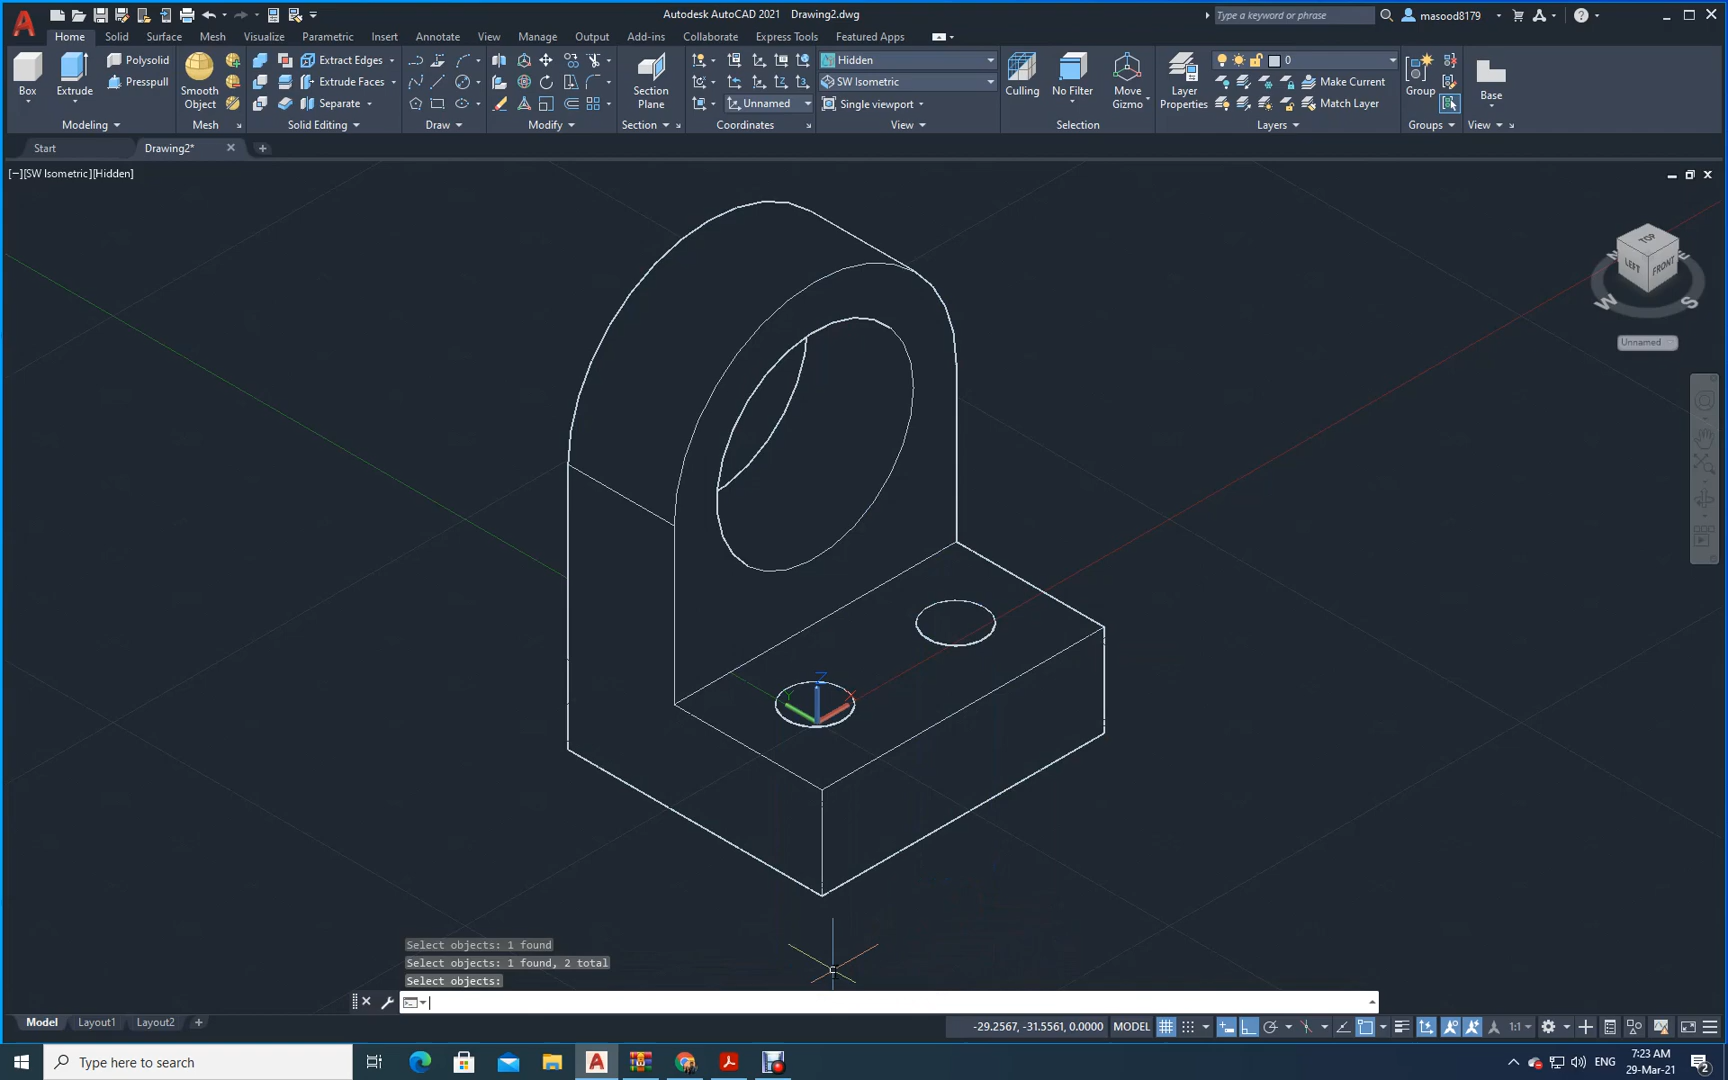 Autodesk AutoCAD 2021 Drawing2.dwg
Type a keyword or phrase
masood8179
Home Solid Surface Mesh Visualize Parametric Insert Annotate View Manage Output Add-ins Collaborate Express Tools Featured Apps
Box
Extrude
Polysolid
Presspull
Modeling
Smooth
Object
Mesh
Extract Edges
Extrude Faces
Separate
Solid Editing
Draw
Modify
Section
Plane
Section
Unnamed
Coordinates
Hidden
SW Isometric
Single viewport
View
Culling
No Filter
Move
Gizmo
Selection
Layer
Properties
0
Make Current
Match Layer
Layers
Group
Groups
Base
View
Start
Drawing2*
[−][SW Isometric][Hidden]
TOP
LEFT
FRONT
N
E
W
S
Unnamed
Z
Y
X
Select objects: 1 found
Select objects: 1 found, 2 total
Select objects:
Model Layout1 Layout2
-29.2567, -31.5561, 0.0000 MODEL
1:1
Type here to search
ENG
7:23 AM
29-Mar-21
2